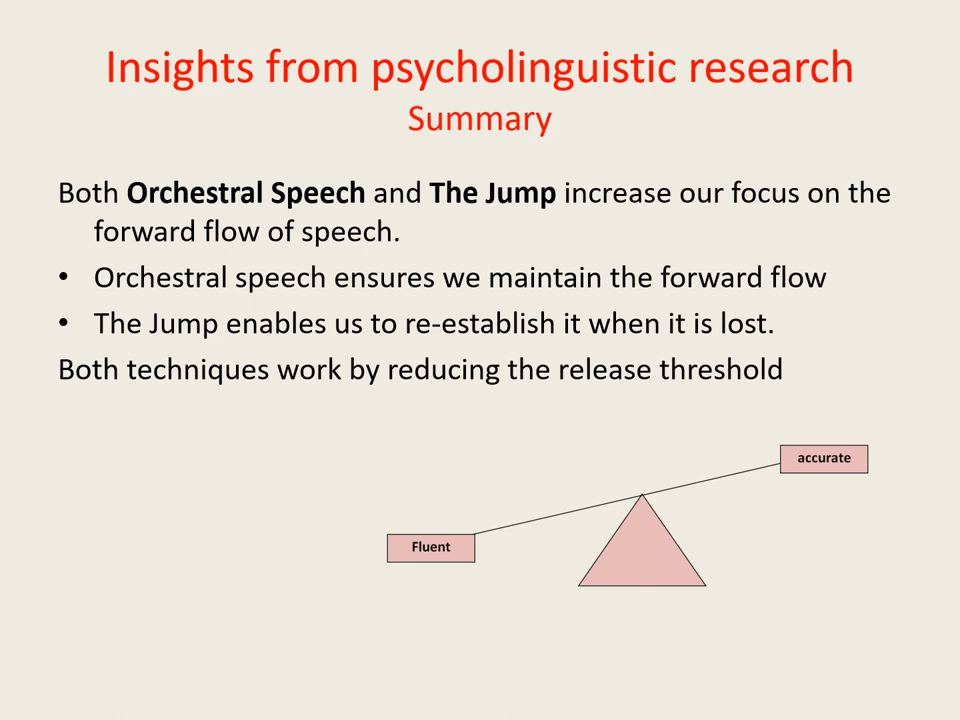 Insights from psycholinguistic research
Summary
Both Orchestral Speech and The Jump increase our focus on the
forward flow of speech.
• Orchestral speech ensures we maintain the forward flow
• The Jump enables us to re-establish it when it is lost.
Both techniques work by reducing the release threshold
accurate
Fluent